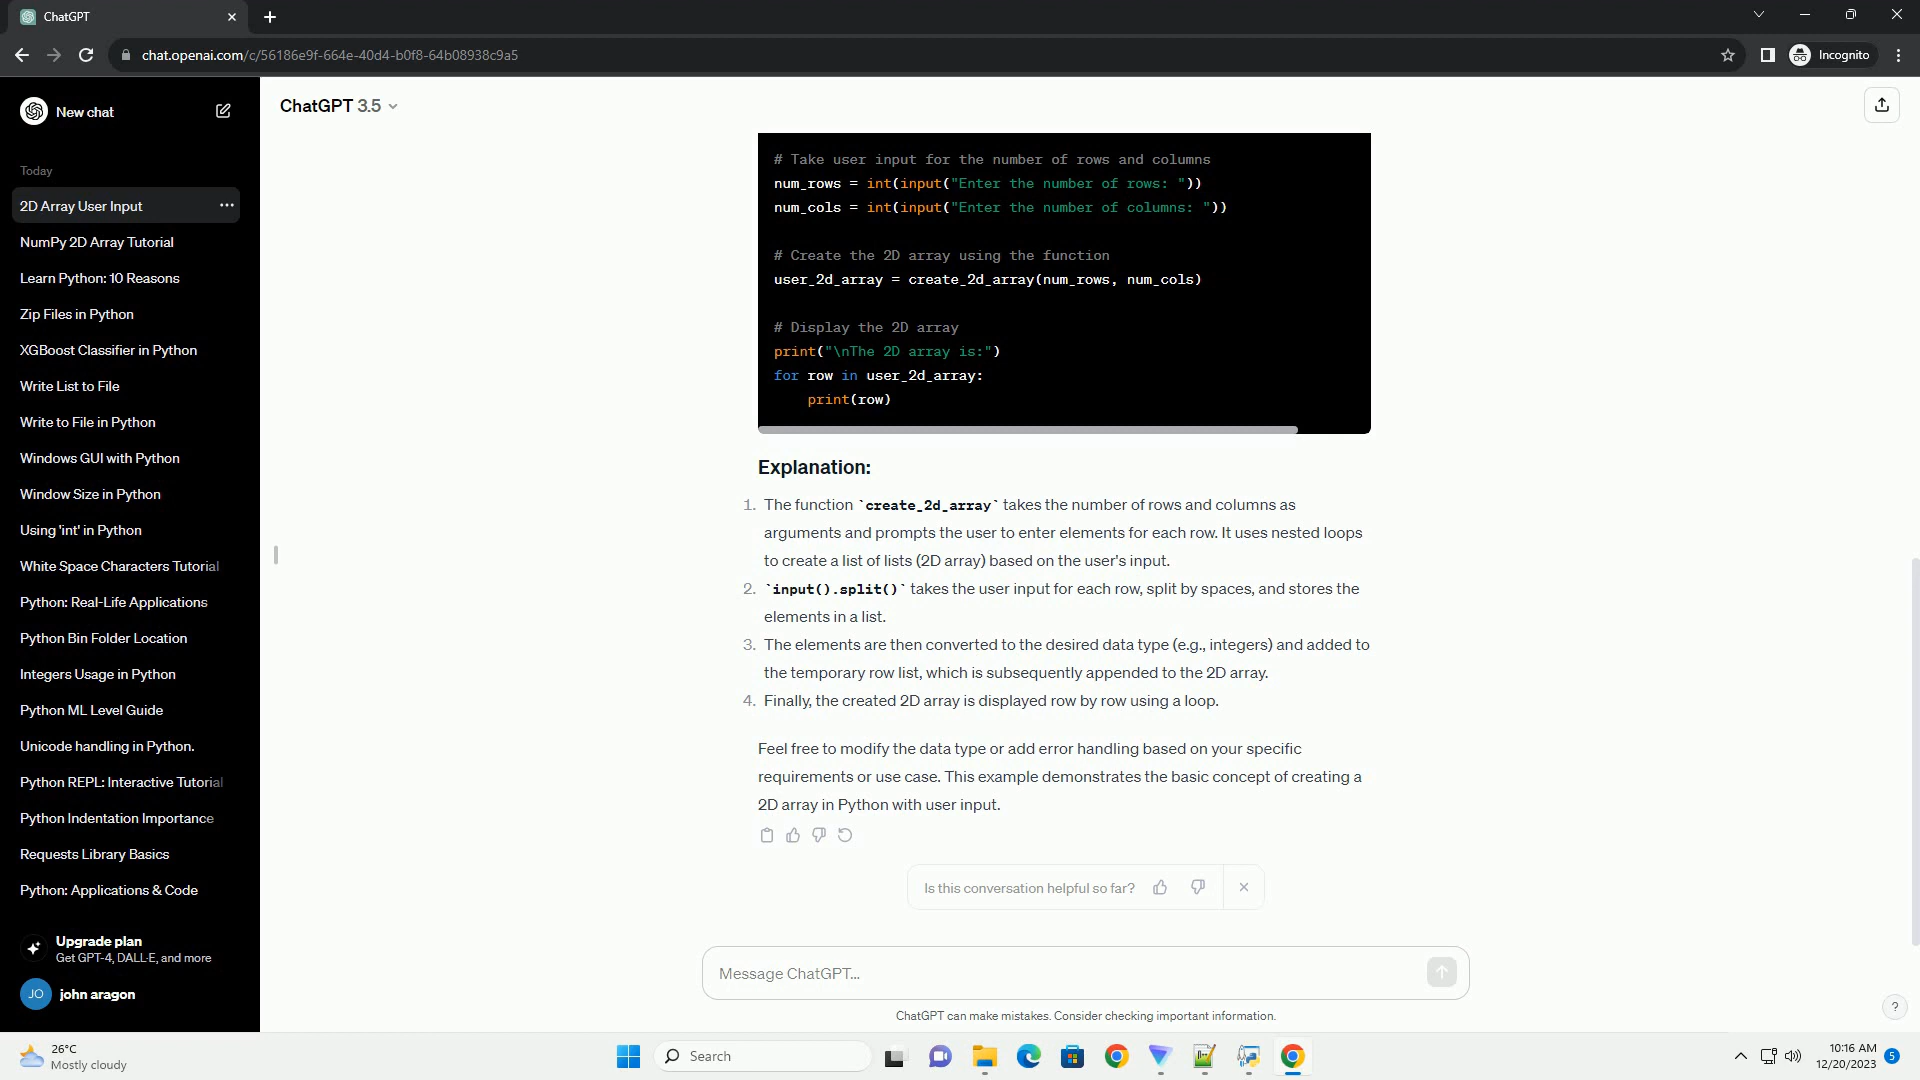 ChatGPT
chat.openai.com/c/56186e9f-664e-40d4-b0f8-64b08938c9a5
Incognito
New chat
Today
2D Array User Input
NumPy 2D Array Tutorial
Learn Python: 10 Reasons
Zip Files in Python
XGBoost Classifier in Python
Write List to File
Write to File in Python
Windows GUI with Python
Window Size in Python
Using 'int' in Python
White Space Characters Tutorial
Python: Real-Life Applications
Python Bin Folder Location
Integers Usage in Python
Python ML Level Guide
Unicode handling in Python.
Python REPL: Interactive Tutorial
Python Indentation Importance
Requests Library Basics
Python: Applications & Code
Upgrade plan
Get GPT-4, DALL·E, and more
JO john aragon
ChatGPT 3.5
# Take user input for the number of rows and columns
num_rows = int(input("Enter the number of rows: "))
num_cols = int(input("Enter the number of columns: "))
# Create the 2D array using the function
user_2d_array = create_2d_array(num_rows, num_cols)
# Display the 2D array
print("\nThe 2D array is:")
for row in user_2d_array:
    print(row)
Explanation:
1. The function `create_2d_array` takes the number of rows and columns as
arguments and prompts the user to enter elements for each row. It uses nested loops
to create a list of lists (2D array) based on the user's input.
2. `input().split()` takes the user input for each row, split by spaces, and stores the
elements in a list.
3. The elements are then converted to the desired data type (e.g., integers) and added to
the temporary row list, which is subsequently appended to the 2D array.
4. Finally, the created 2D array is displayed row by row using a loop.
Feel free to modify the data type or add error handling based on your specific
requirements or use case. This example demonstrates the basic concept of creating a
2D array in Python with user input.
Is this conversation helpful so far?
Message ChatGPT...
ChatGPT can make mistakes. Consider checking important information.
?
26°C
Mostly cloudy
Search
10:16 AM
12/20/2023
5